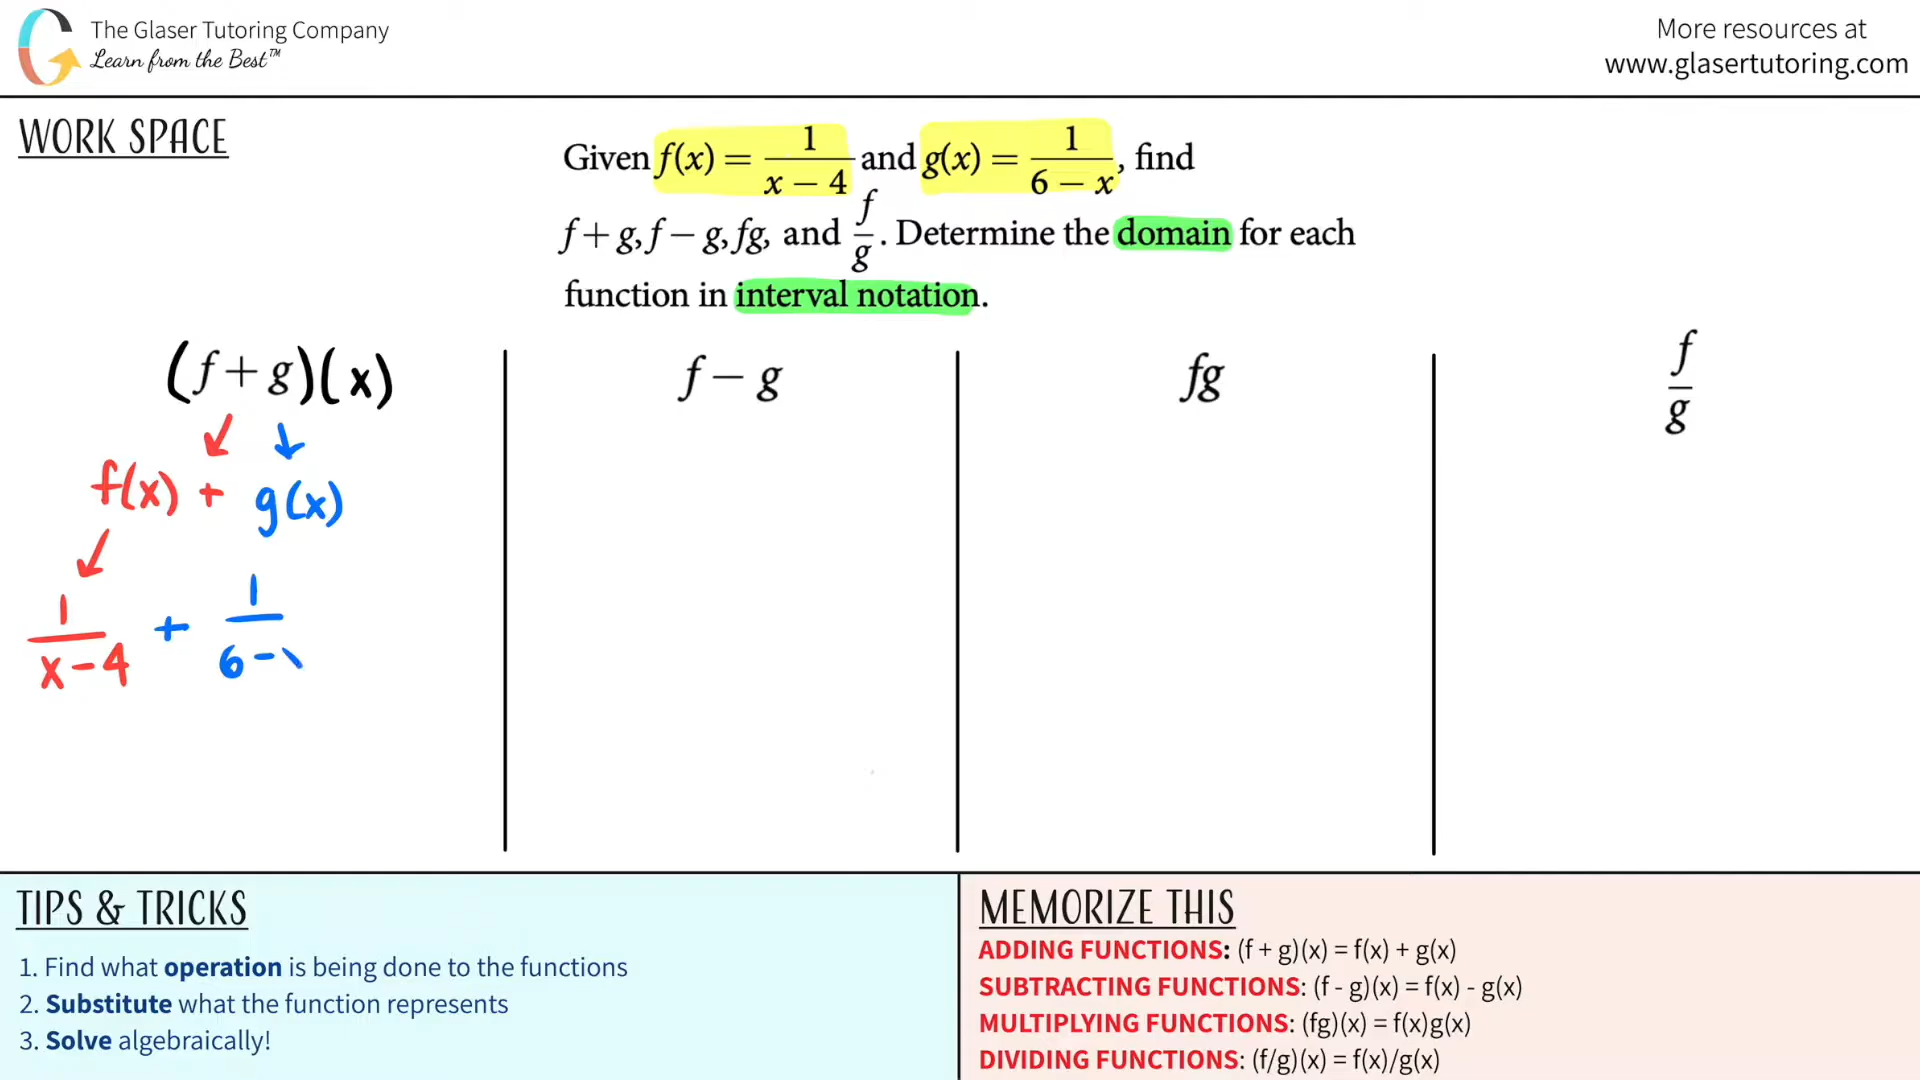 The Glaser Tutoring Company
Learn from the Best™
More resources at
www.glasertutoring.com
WORK SPACE
Given f(x) = 1/(x − 4) and g(x) = 1/(6 − x), find
f + g, f − g, fg, and f/g. Determine the domain for each
function in interval notation.
(f + g)(x)
f(x) + g(x)
1/(x − 4) + 1/(6 −
f − g
fg
f/g
TIPS & TRICKS
1. Find what operation is being done to the functions
2. Substitute what the function represents
3. Solve algebraically!
MEMORIZE THIS
ADDING FUNCTIONS: (f + g)(x) = f(x) + g(x)
SUBTRACTING FUNCTIONS: (f - g)(x) = f(x) - g(x)
MULTIPLYING FUNCTIONS: (fg)(x) = f(x)g(x)
DIVIDING FUNCTIONS: (f/g)(x) = f(x)/g(x)